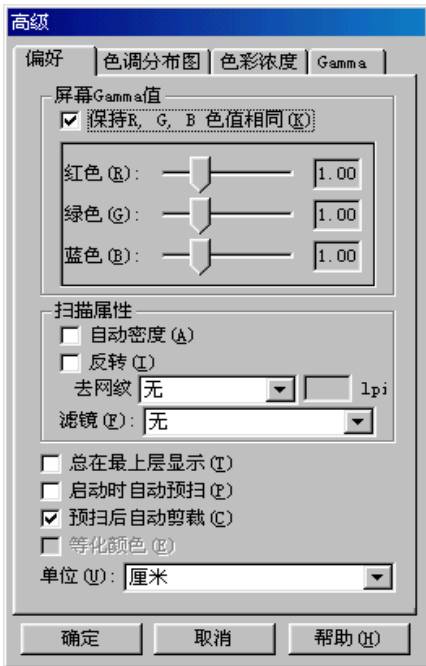 高级
偏好 色调分布图 色彩浓度 Gamma
屏幕Gamma值
保持R, G, B 色值相同(K)
红色(R): 1.00
绿色(G): 1.00
蓝色(B): 1.00
扫描属性
自动密度(A)
反转(I)
去网纹 无 lpi
滤镜(F): 无
总在最上层显示(T)
启动时自动预扫(P)
预扫后自动剪裁(C)
等化颜色(E)
单位(U): 厘米
确定 取消 帮助(H)